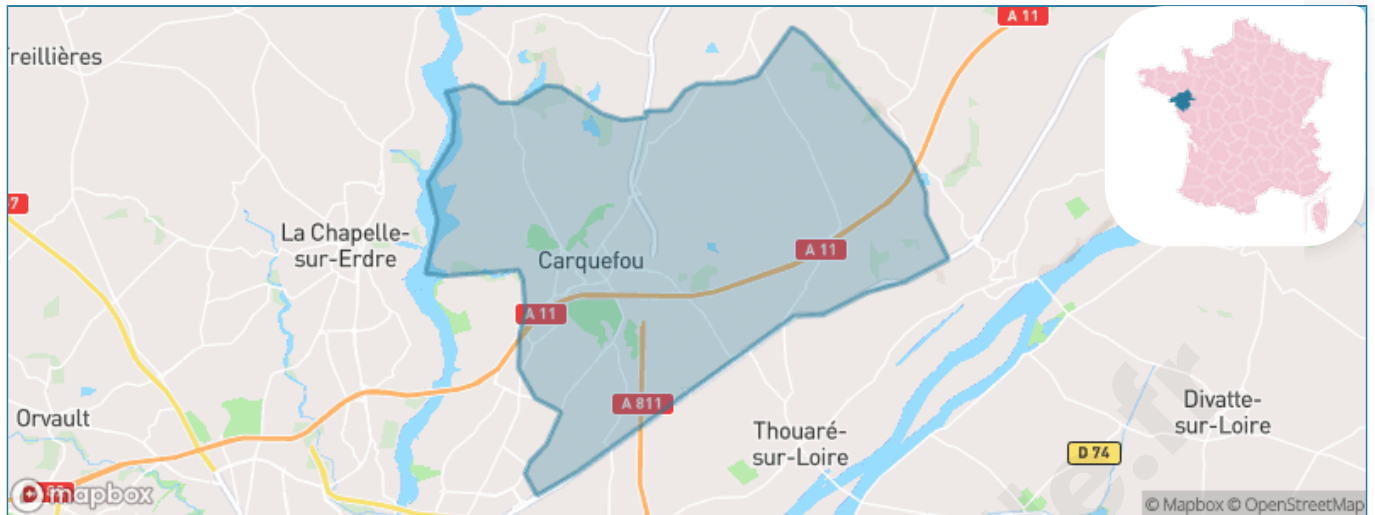 A 11
reillières
7
La Chapelle-
sur-Erdre
Carquefou
A 11
A 11
A 811
Orvault
Thouaré-
sur-Loire
Divatte-
sur-Loire
D 74
mapbox
© Mapbox © OpenStreetMap